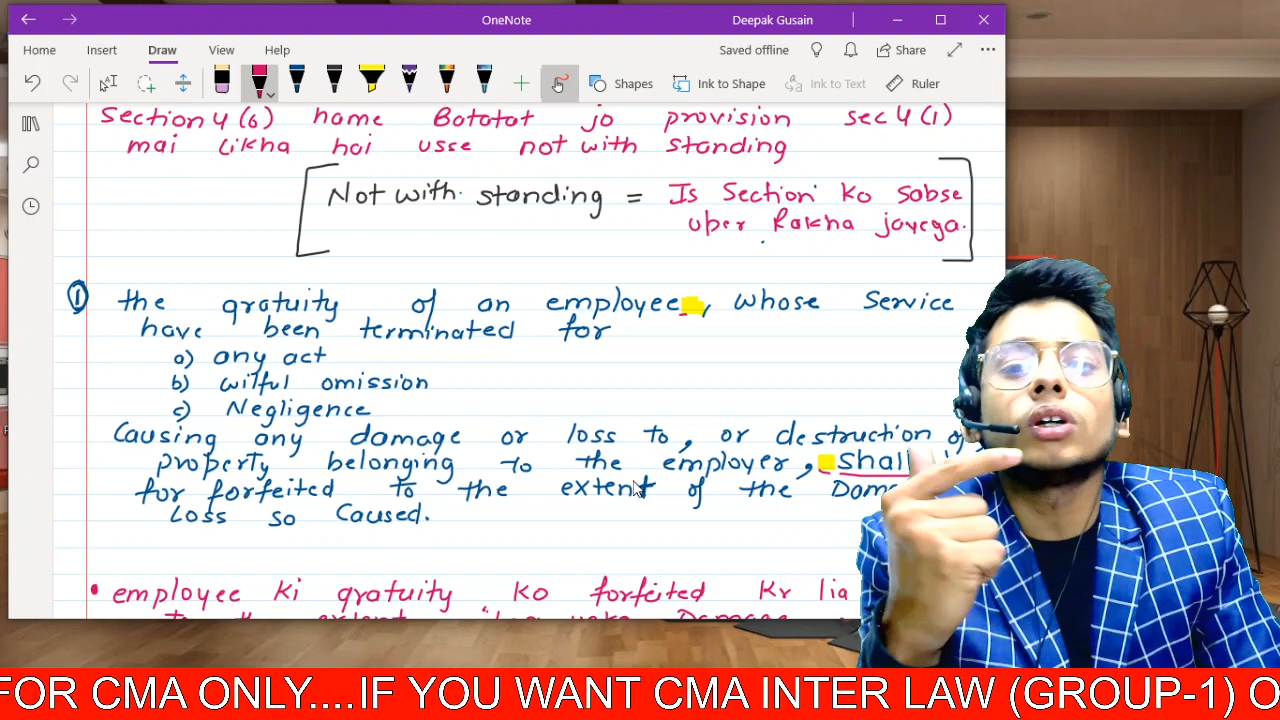 OneNote
Deepak Gusain
Home Insert Draw View Help
Saved offline
Share
Shapes
Ink to Shape
Ink to Text
Ruler
Section 4 (6) hame Batatat jo provision sec 4 (1)
mai likha hai usse not with standing
Not with standing = Is Section ko sabse
uper Rakha jayega.
① the gratuity of an employee, whose Service
have been terminated for
a) any act
b) wilful omission
c) Negligence
Causing any damage or loss to, or destruction of
property belonging to the employer, Shall
for forfeited to the extent of the
Loss so Caused.
• employee ki gratuity ko forfeited Kr lia
extent
FOR CMA ONLY....IF YOU WANT CMA INTER LAW (GROUP-1) O